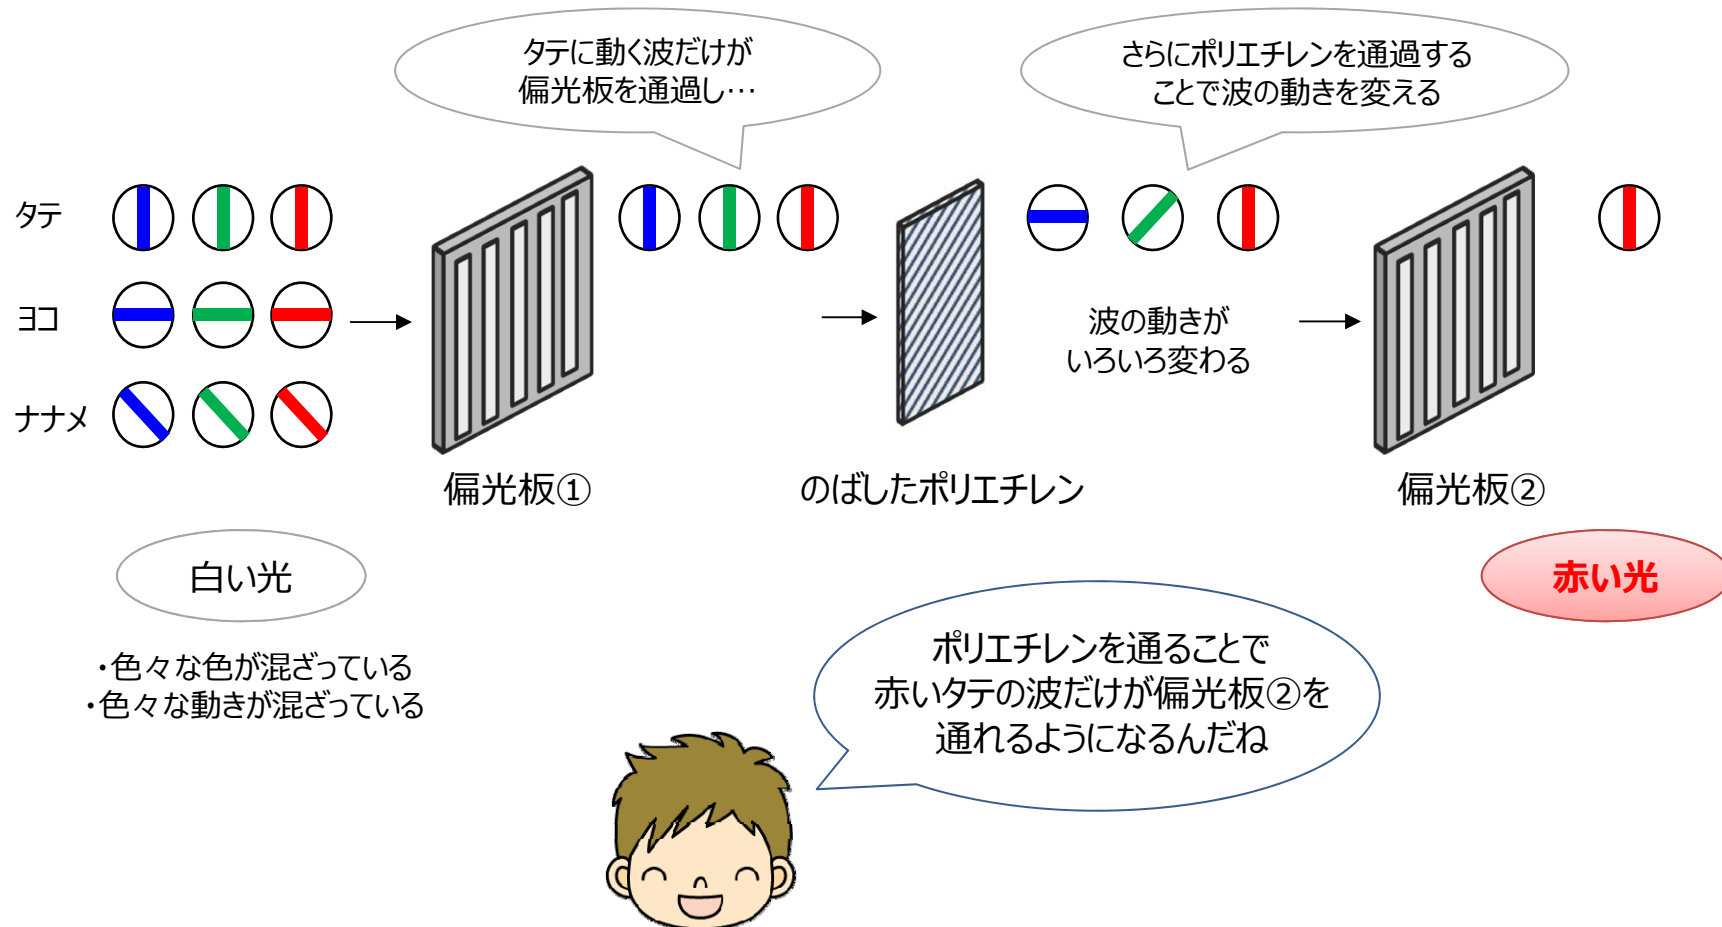 タテに動く波だけが
偏光板を通過し…
さらにポリエチレンを通過する
ことで波の動きを変える
タテ
ヨコ
ナナメ
波の動きが
いろいろ変わる
偏光板①
のばしたポリエチレン
偏光板②
白い光
赤い光
・色々な色が混ざっている
・色々な動きが混ざっている
ポリエチレンを通ることで
赤いタテの波だけが偏光板②を
通れるようになるんだね